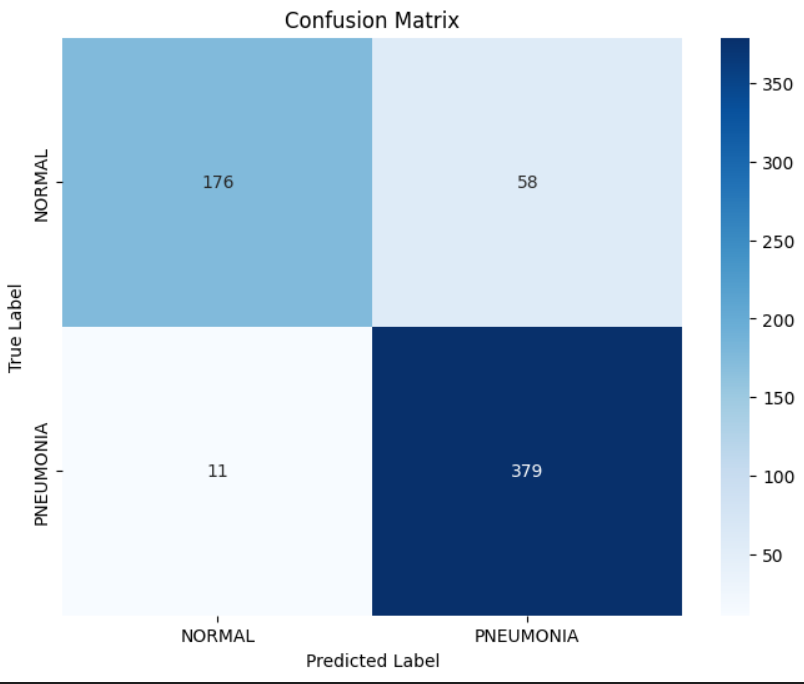 Confusion Matrix
NORMAL
PNEUMONIA
True Label
176
58
11
379
NORMAL
PNEUMONIA
Predicted Label
350
300
250
200
150
100
50